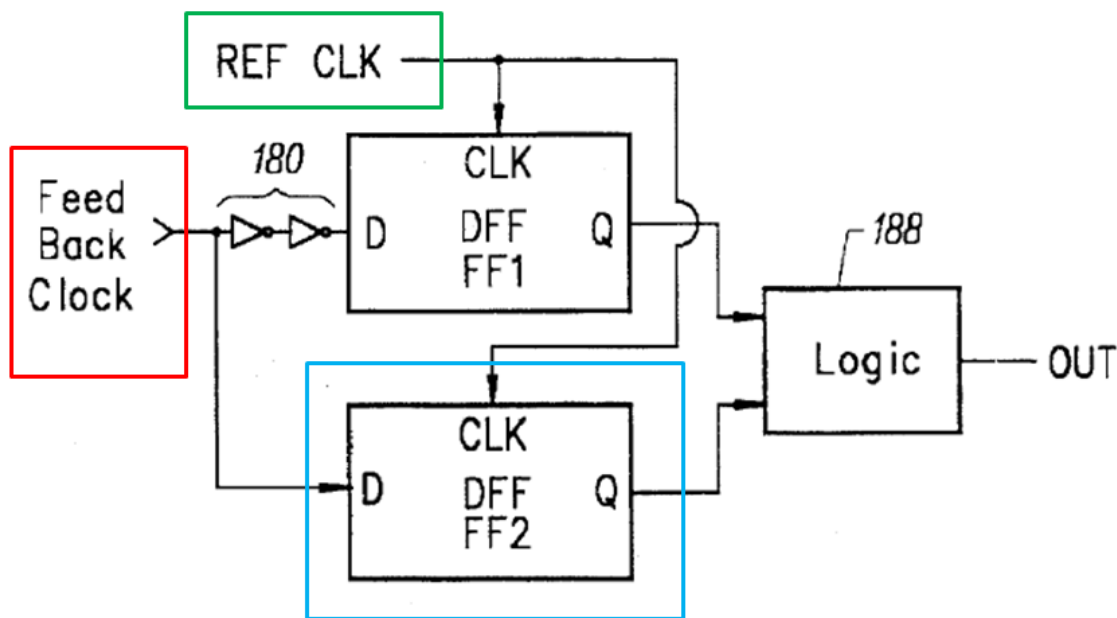 REF CLK
180
Feed
Back
Clock
CLK
D
DFF
Q
FF1
188
Logic
OUT
CLK
D
DFF
Q
FF2